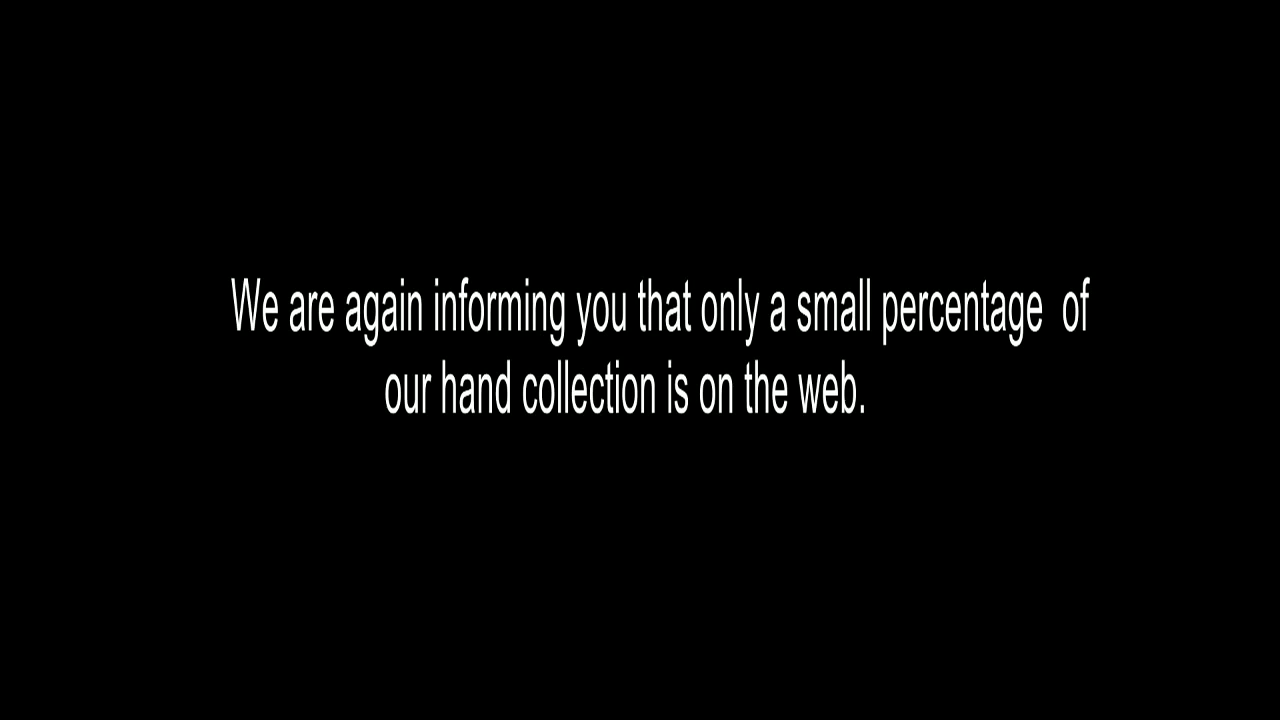 We are again informing you that only a small percentage  of
our hand collection is on the web.